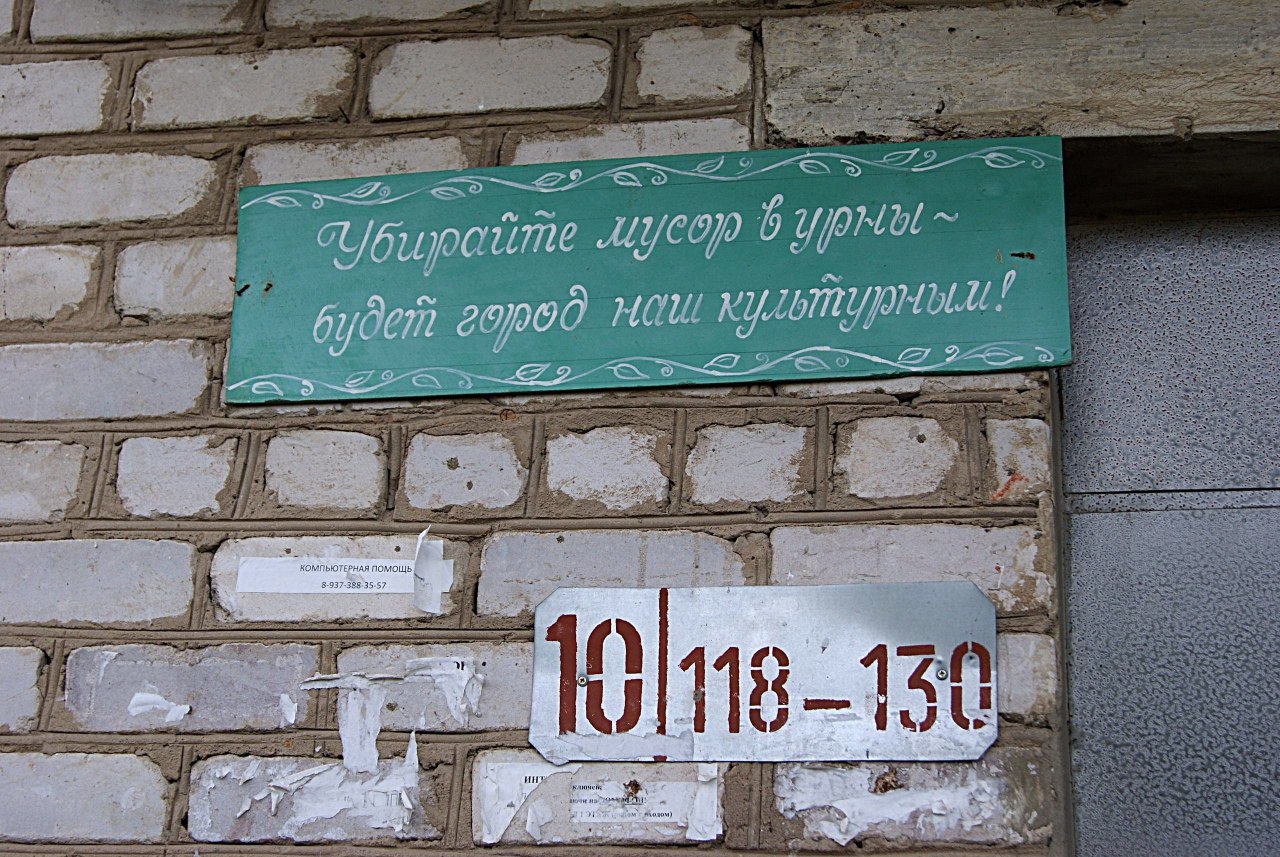 Убирайте мусор в урны ~
будет город наш культурным!
КОМПЬЮТЕРНАЯ ПОМОЩЬ
8-937-388-35-57
10/118-130